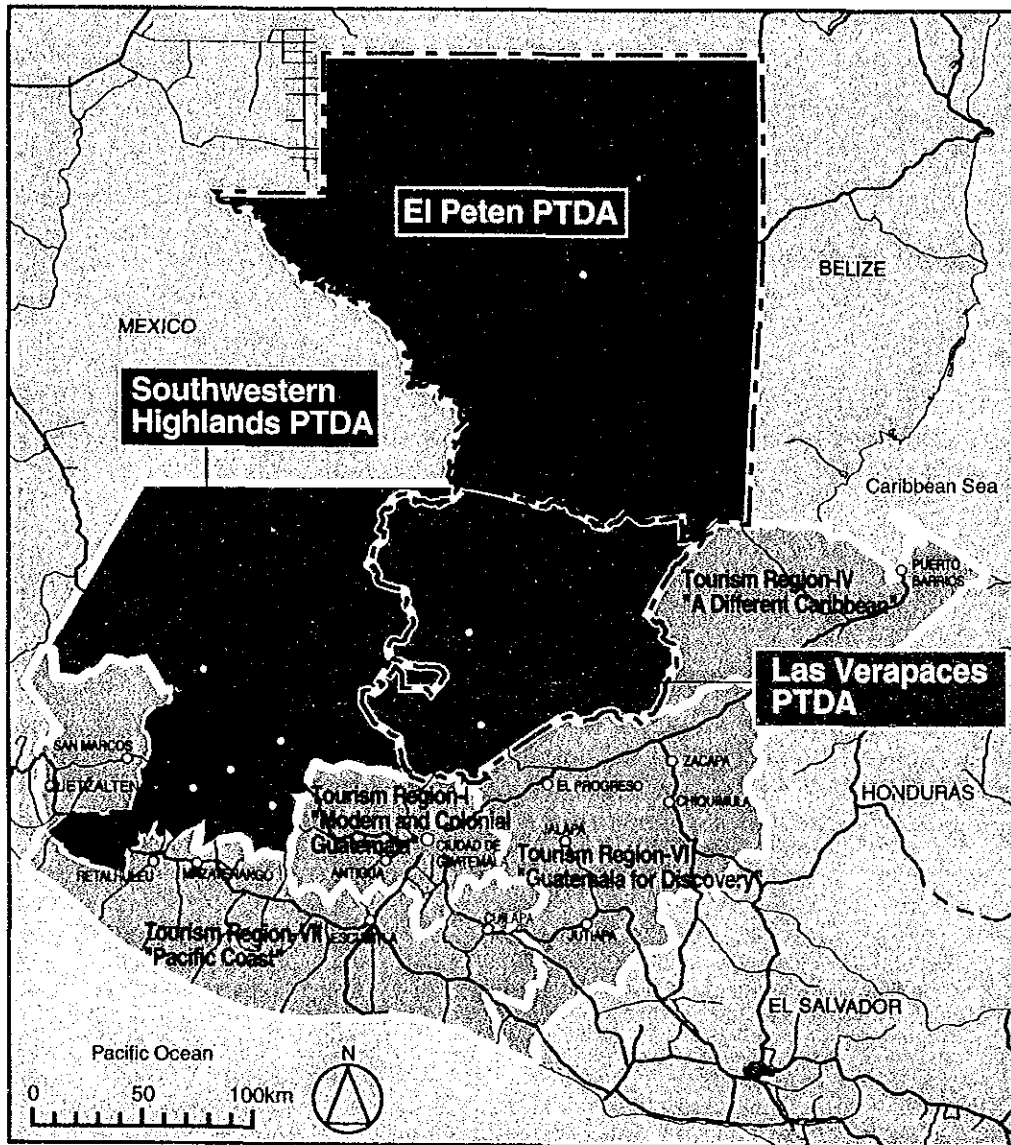 El Peten PTDA
BELIZE
MEXICO
Southwestern
Highlands PTDA
Caribbean Sea
Tourism Region-IV
"A Different Caribbean"
PUERTO
BARRIOS
Las Verapaces
PTDA
SAN MARCOS
QUETZALTEN
ZACAPA
EL PROGRESO
CHIQUIMULA
HONDURAS
Tourism Region-I
"Modern and Colonial
Guatemala"
CIUDAD DE
GUATEMALA
JALAPA
ANTIGUA
Tourism Region-VII
"Guatemala for Discovery"
RETALHULEU
MAZATENANGO
Tourism Region-VII
"Pacific Coast"
ESCUINTLA
CUILAPA
JUTIAPA
EL SALVADOR
Pacific Ocean
N
0 50 100km